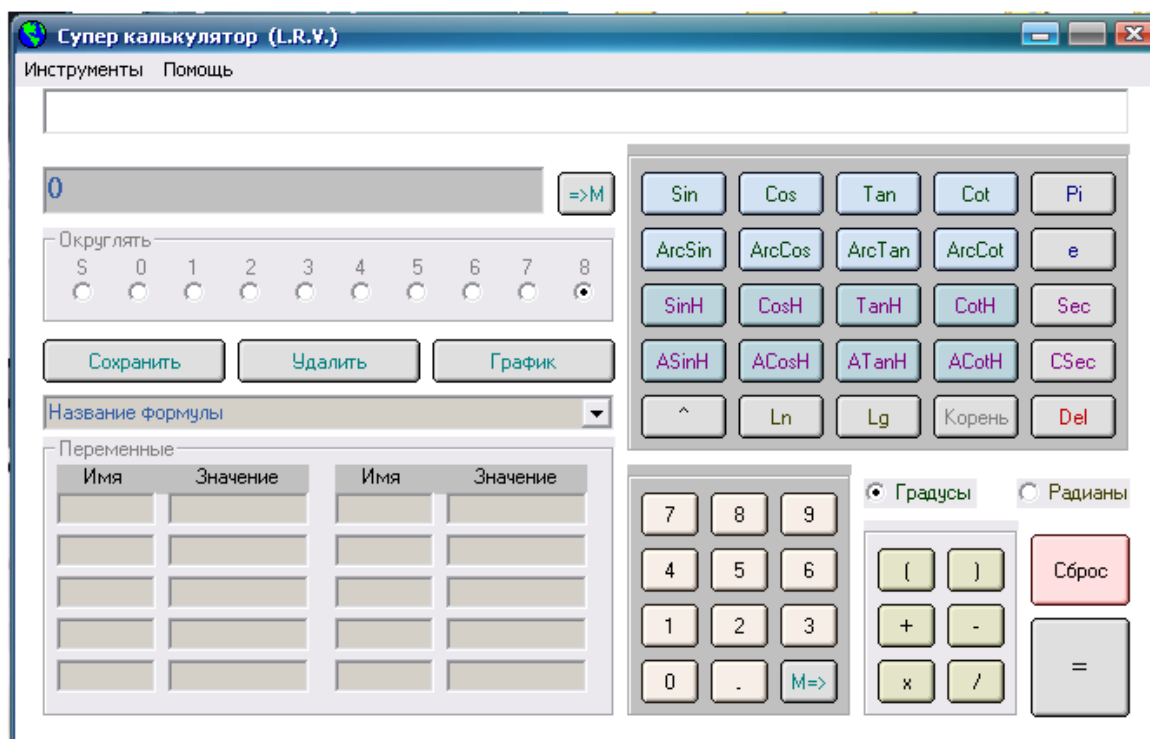 Супер калькулятор (L.R.V.)
Инструменты Помощь
0
=>M
Округлять
S 0 1 2 3 4 5 6 7 8
Сохранить Удалить График
Название формулы
Переменные
Имя Значение Имя Значение
Sin Cos Tan Cot Pi
ArcSin ArcCos ArcTan ArcCot e
SinH CosH TanH CotH Sec
ASinH ACosH ATanH ACotH CSec
^ Ln Lg Корень Del
7 8 9
4 5 6
1 2 3
0 . M=>
Градусы Радианы
( )
+ -
x /
Сброс
=